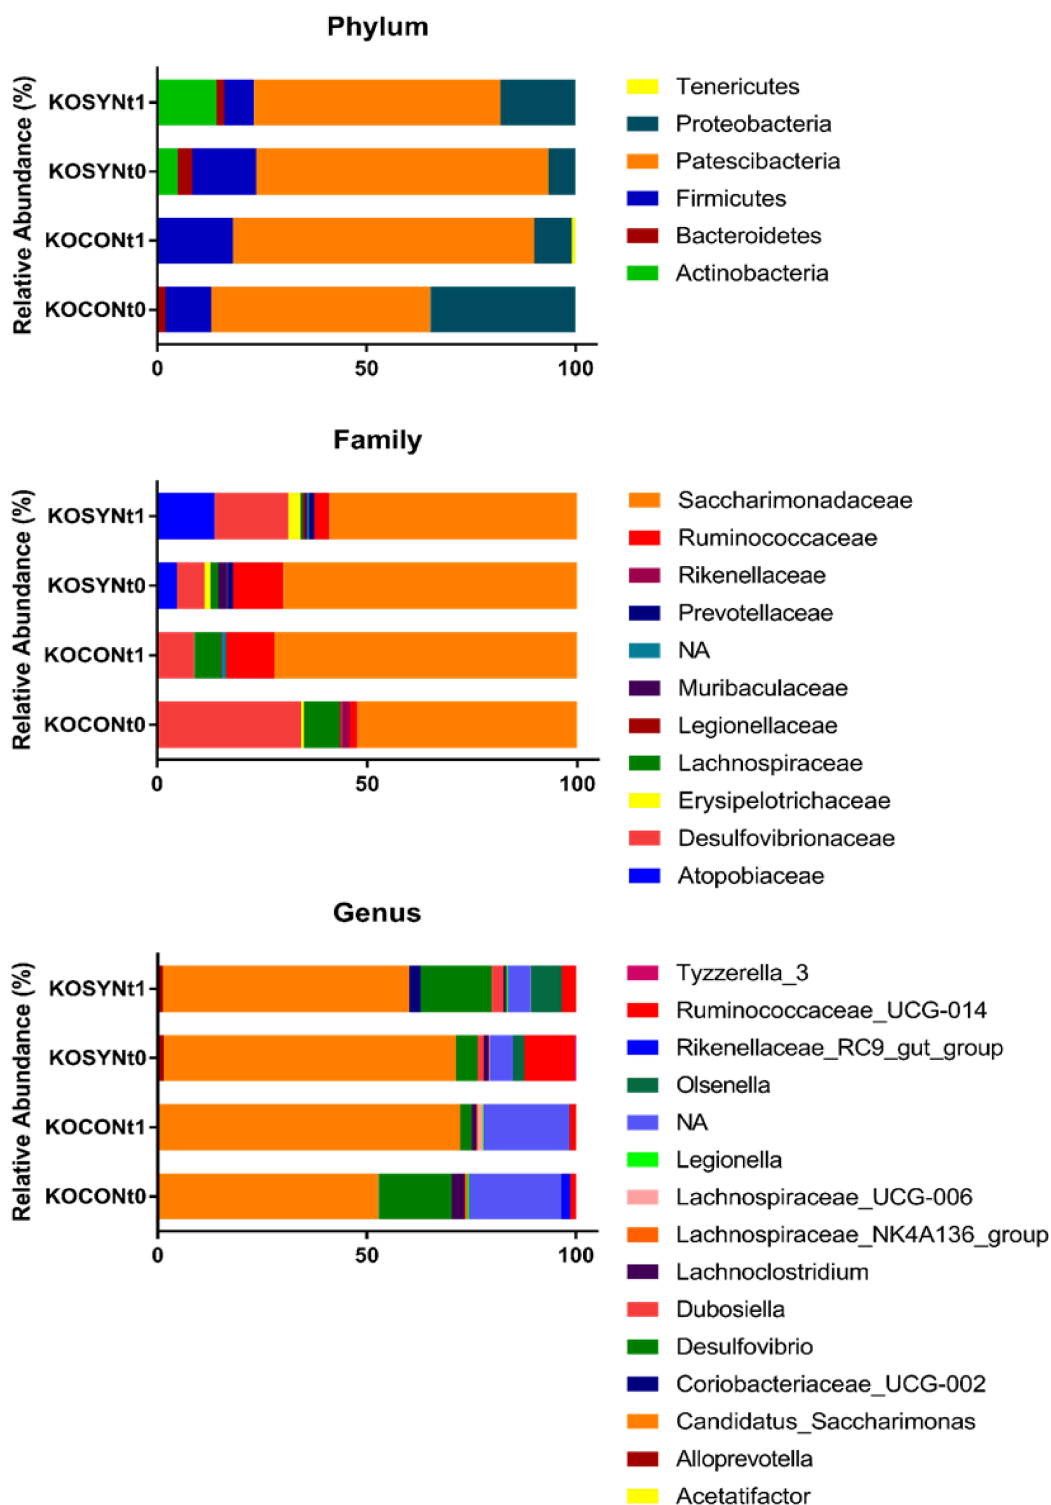 Phylum
Relative Abundance (%)
KOSYNt1
KOSYNt0
KOCONt1
KOCONt0
0 50 100
Tenericutes
Proteobacteria
Patescibacteria
Firmicutes
Bacteroidetes
Actinobacteria
Family
Relative Abundance (%)
KOSYNt1
KOSYNt0
KOCONt1
KOCONt0
0 50 100
Saccharimonadaceae
Ruminococcaceae
Rikenellaceae
Prevotellaceae
NA
Muribaculaceae
Legionellaceae
Lachnospiraceae
Erysipelotrichaceae
Desulfovibrionaceae
Atopobiaceae
Genus
Relative Abundance (%)
KOSYNt1
KOSYNt0
KOCONt1
KOCONt0
0 50 100
Tyzzerella_3
Ruminococcaceae_UCG-014
Rikenellaceae_RC9_gut_group
Olsenella
NA
Legionella
Lachnospiraceae_UCG-006
Lachnospiraceae_NK4A136_group
Lachnoclostridium
Dubosiella
Desulfovibrio
Coriobacteriaceae_UCG-002
Candidatus_Saccharimonas
Alloprevotella
Acetatifactor